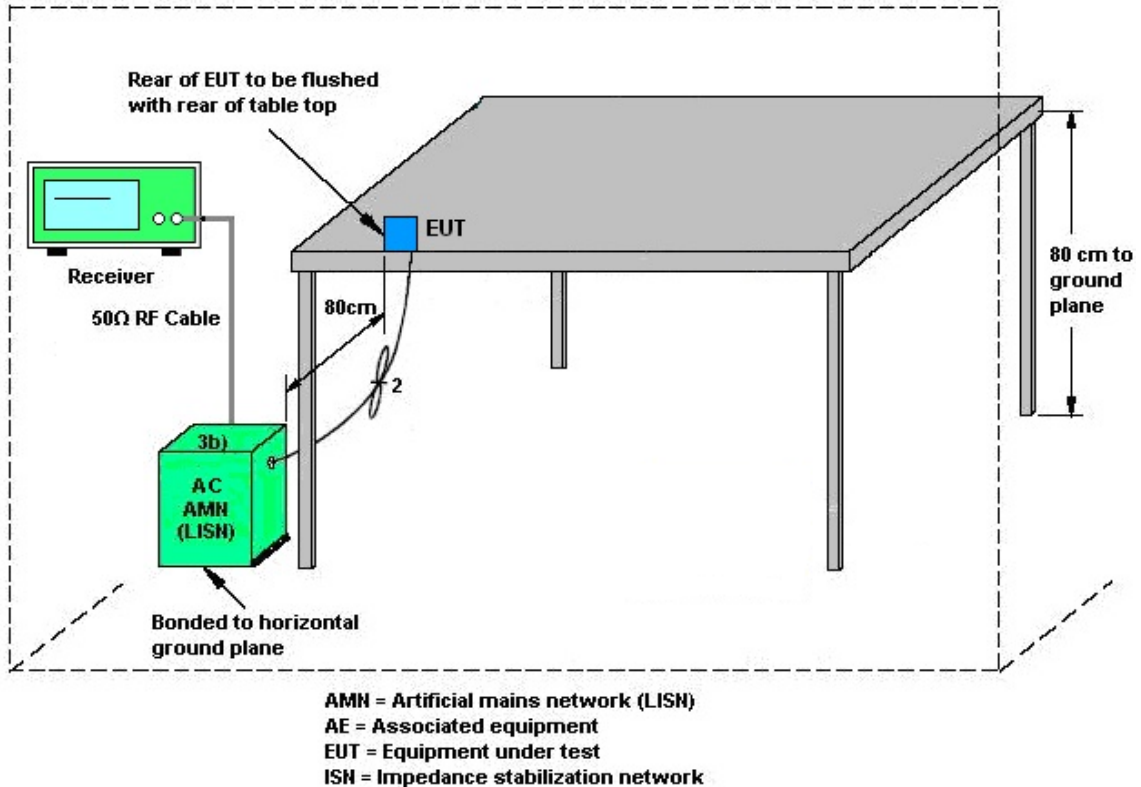 Rear of EUT to be flushed
with rear of table top
EUT
Receiver
50Ω RF Cable
80cm
80 cm to
ground
plane
2
3b)
AC
AMN
(LISN)
Bonded to horizontal
ground plane
AMN = Artificial mains network (LISN)
AE = Associated equipment
EUT = Equipment under test
ISN = Impedance stabilization network